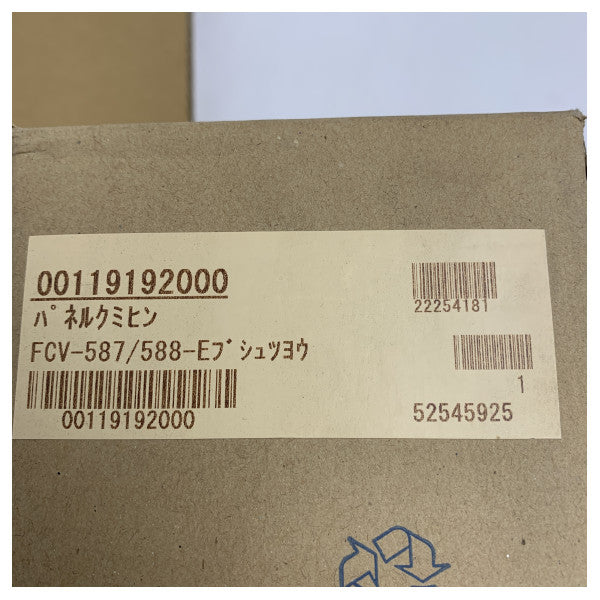 00119192000
ﾊﾟﾈﾙｸﾐﾋﾝ
FCV-587/588-Eﾌﾞｼｭﾂﾖｳ
00119192000
22254181
1
52545925